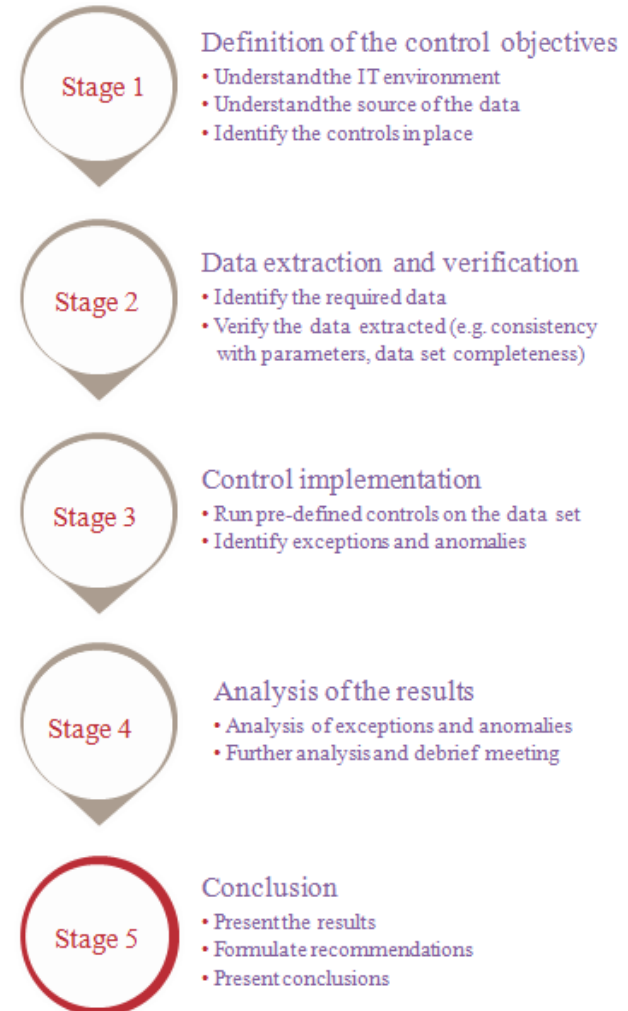 Stage 1
Definition of the control objectives
• Understand the IT environment
• Understand the source of the data
• Identify the controls in place
Stage 2
Data extraction and verification
• Identify the required data
• Verify the data extracted (e.g. consistency
with parameters, data set completeness)
Stage 3
Control implementation
• Run pre-defined controls on the data set
• Identify exceptions and anomalies
Stage 4
Analysis of the results
• Analysis of exceptions and anomalies
• Further analysis and debrief meeting
Stage 5
Conclusion
• Present the results
• Formulate recommendations
• Present conclusions